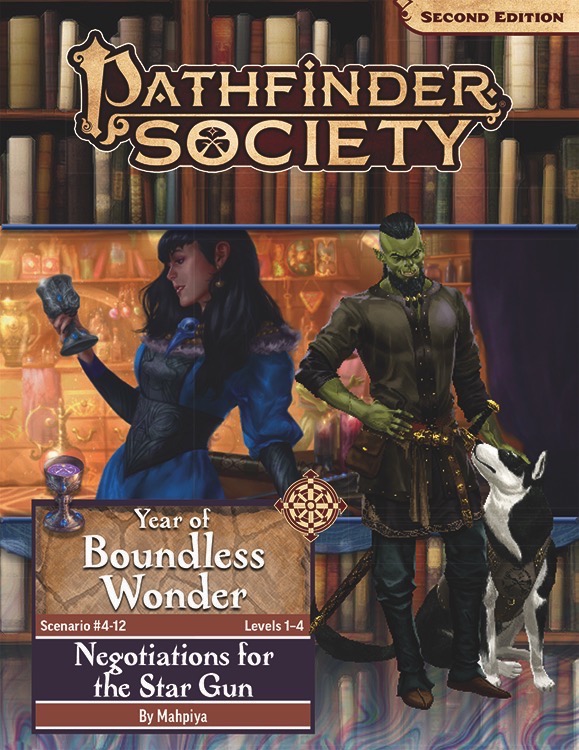 SECOND EDITION
PATHFINDER
SOCIETY
Year of
Boundless
Wonder
Scenario #4-12 Levels 1–4
Negotiations for
the Star Gun
By Mahpiya